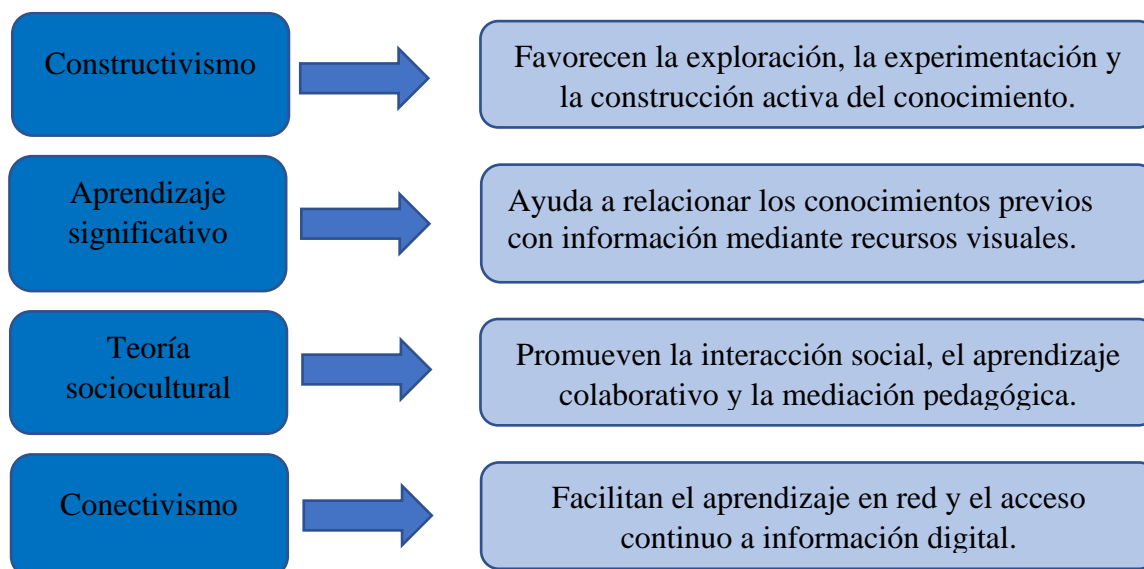 Constructivismo
Favorecen la exploración, la experimentación y
la construcción activa del conocimiento.
Aprendizaje
significativo
Ayuda a relacionar los conocimientos previos
con información mediante recursos visuales.
Teoría
sociocultural
Promueven la interacción social, el aprendizaje
colaborativo y la mediación pedagógica.
Conectivismo
Facilitan el aprendizaje en red y el acceso
continuo a información digital.